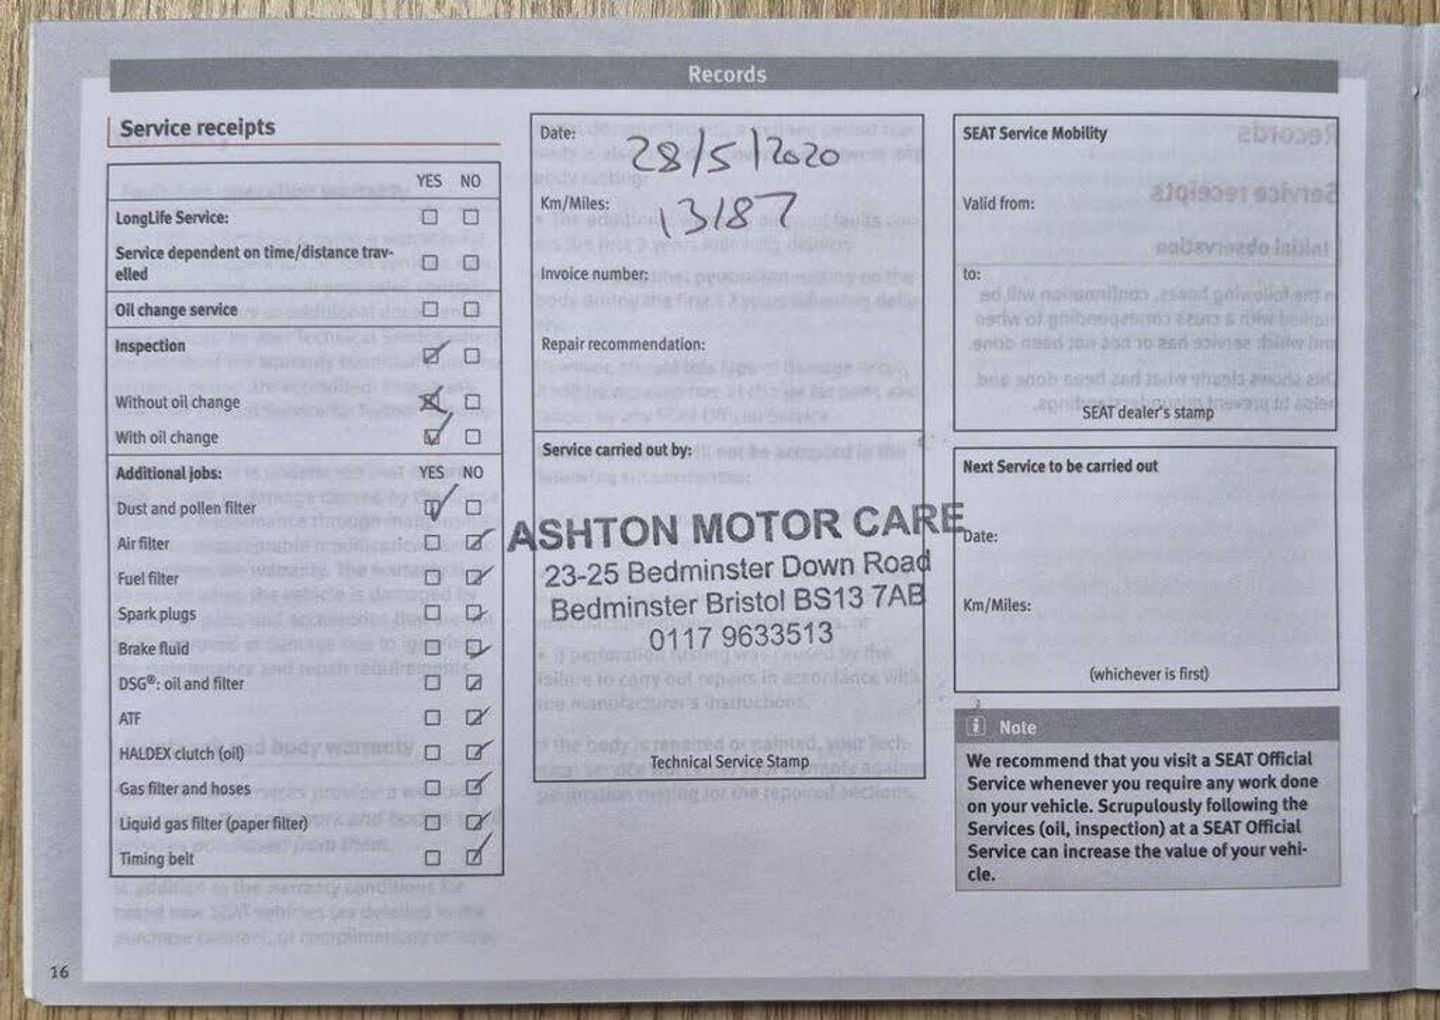 Records
Service receipts
YES NO
LongLife Service:
Service dependent on time/distance trav-
elled
Oil change service
Inspection
Without oil change
With oil change
Additional jobs: YES NO
Dust and pollen filter
Air filter
Fuel filter
Spark plugs
Brake fluid
DSG®: oil and filter
ATF
HALDEX clutch (oil)
Gas filter and hoses
Liquid gas filter (paper filter)
Timing belt
Date: 28/5/2020
Km/Miles: 13187
Invoice number:
Repair recommendation:
Service carried out by:
ASHTON MOTOR CARE
23-25 Bedminster Down Road
Bedminster Bristol BS13 7AB
0117 9633513
Technical Service Stamp
SEAT Service Mobility
Valid from:
to:
SEAT dealer's stamp
Next Service to be carried out
Date:
Km/Miles:
(whichever is first)
i Note
We recommend that you visit a SEAT Official
Service whenever you require any work done
on your vehicle. Scrupulously following the
Services (oil, inspection) at a SEAT Official
Service can increase the value of your vehi-
cle.
16